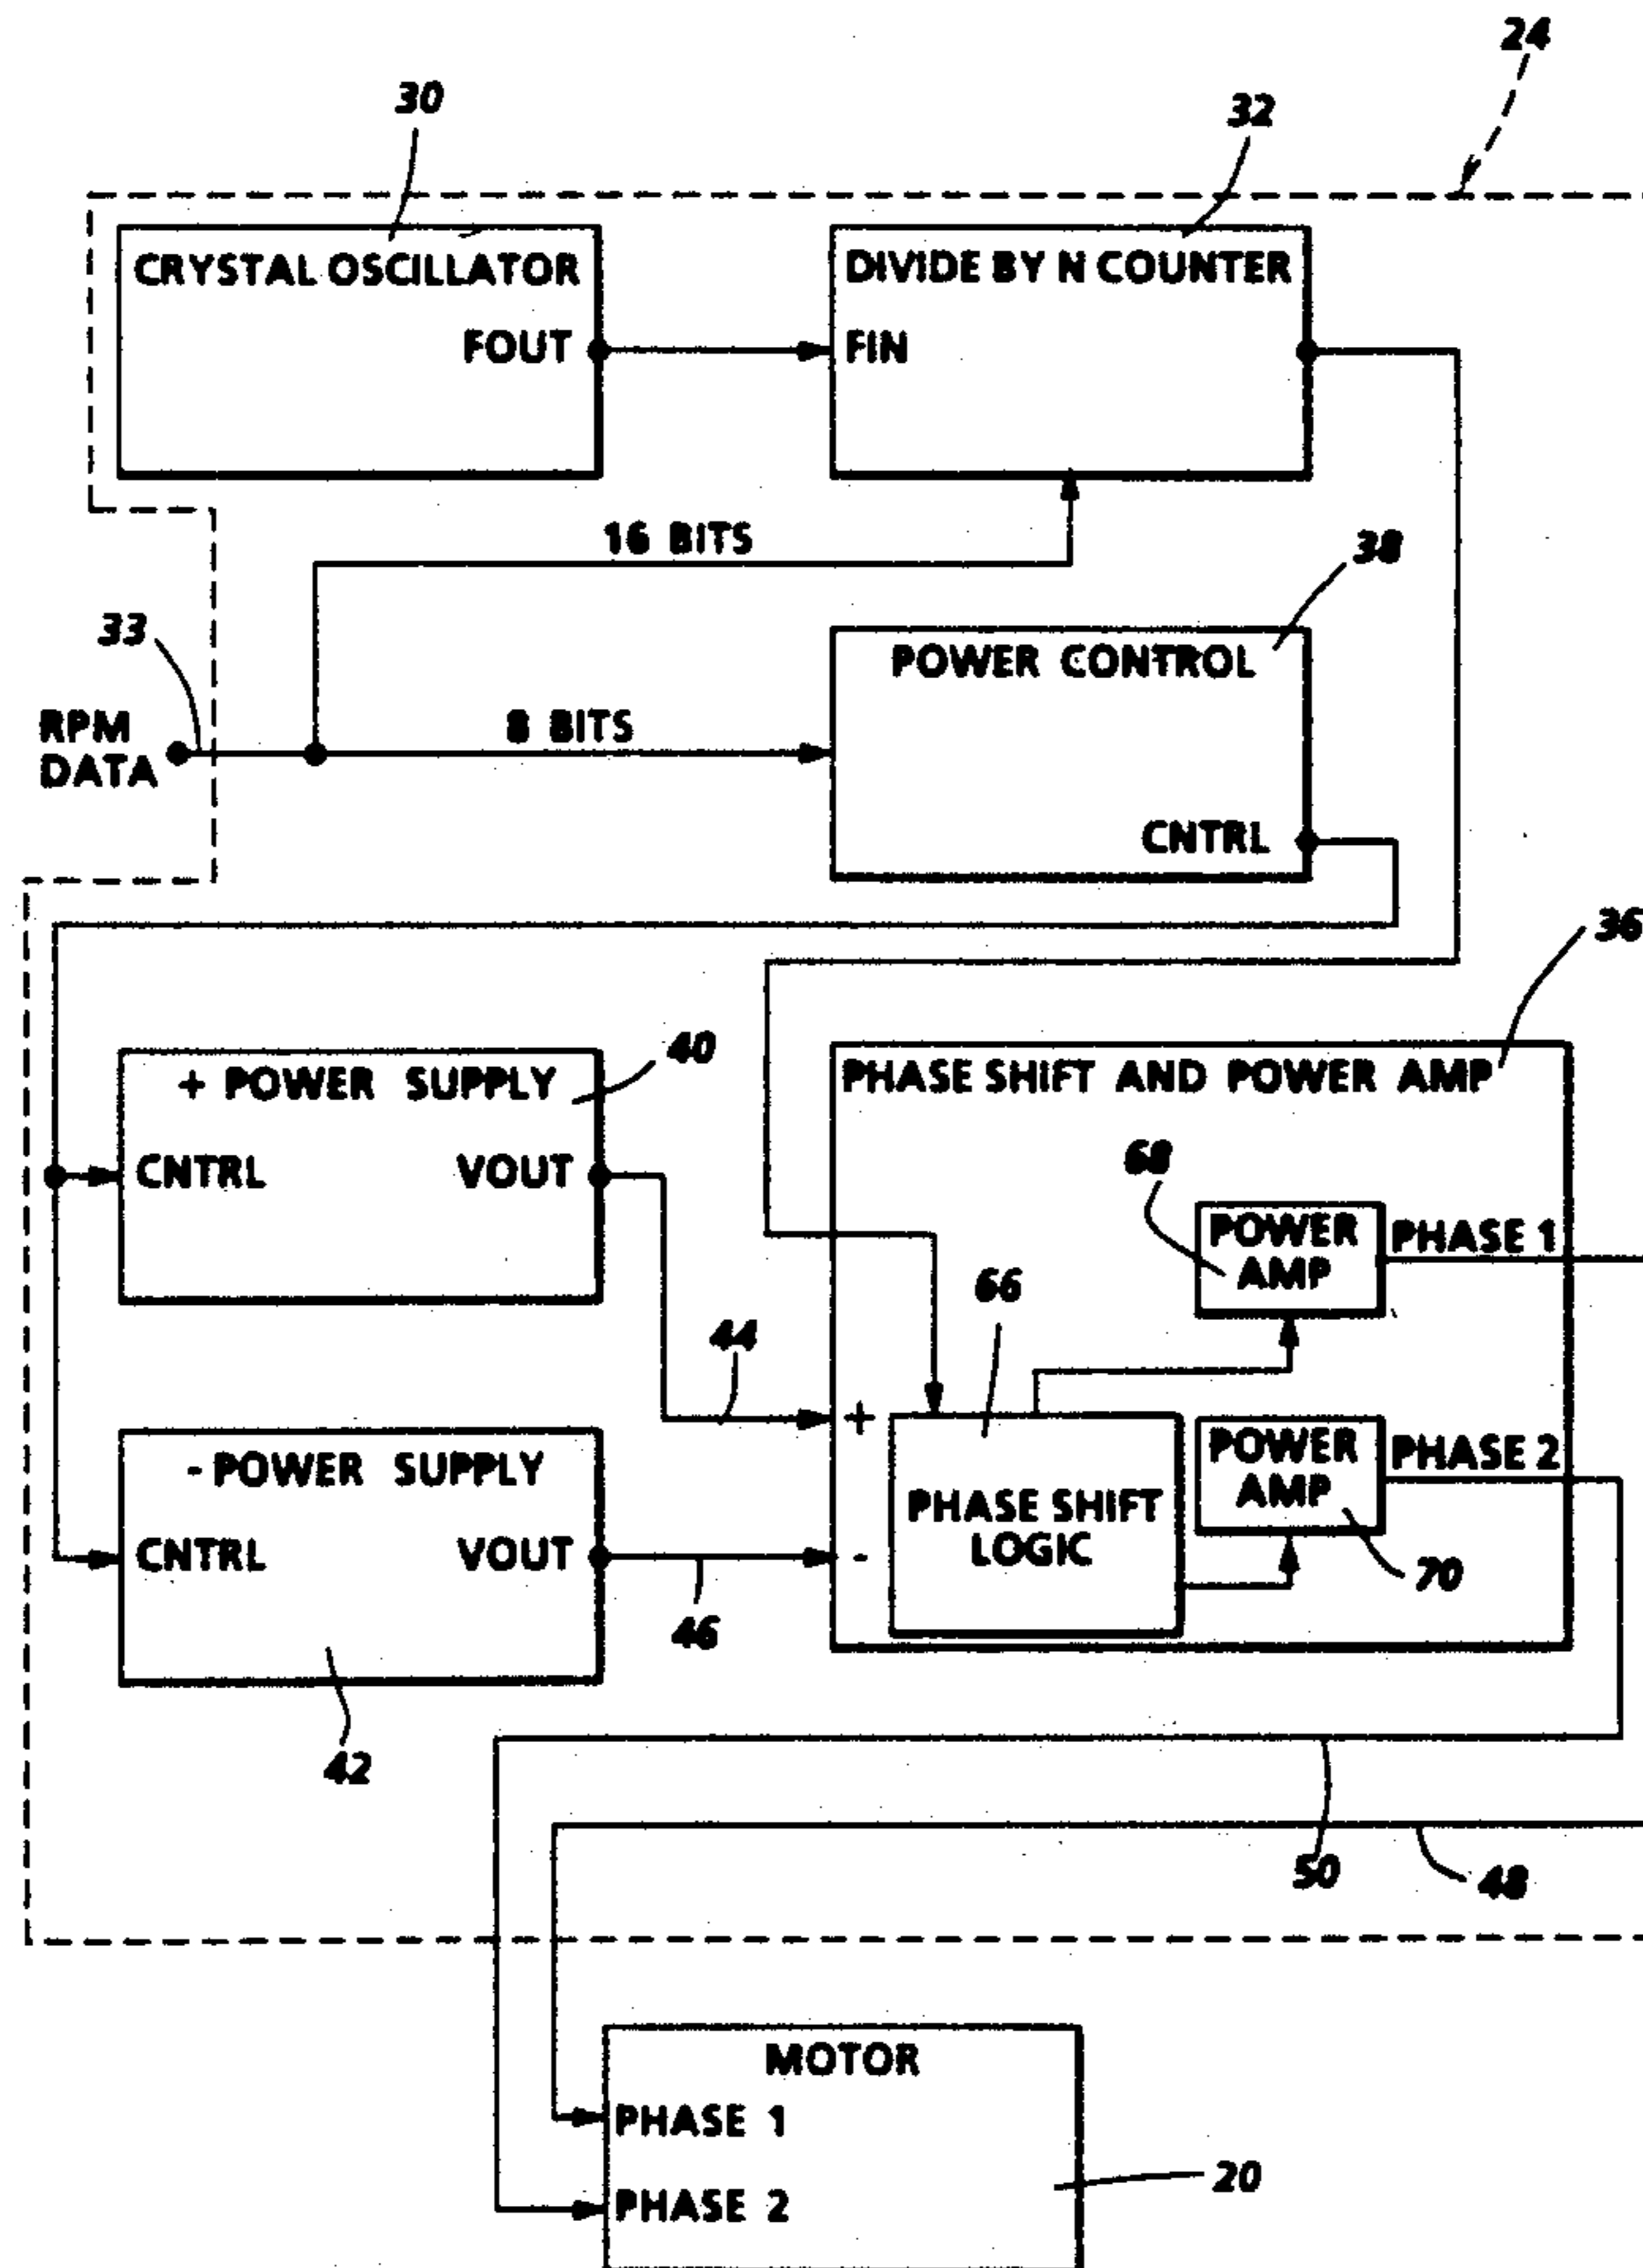 24
30
32
CRYSTAL OSCILLATOR
DIVIDE BY N COUNTER
FOUT
FIN
16 BITS
38
33
POWER CONTROL
RPM
DATA
8 BITS
CNTRL
36
40
+ POWER SUPPLY
PHASE SHIFT AND POWER AMP
CNTRL
VOUT
68
POWER
AMP
PHASE 1
66
44
+
POWER
AMP
PHASE 2
- POWER SUPPLY
PHASE SHIFT
LOGIC
CNTRL
VOUT
-
70
46
42
50
48
MOTOR
PHASE 1
20
PHASE 2